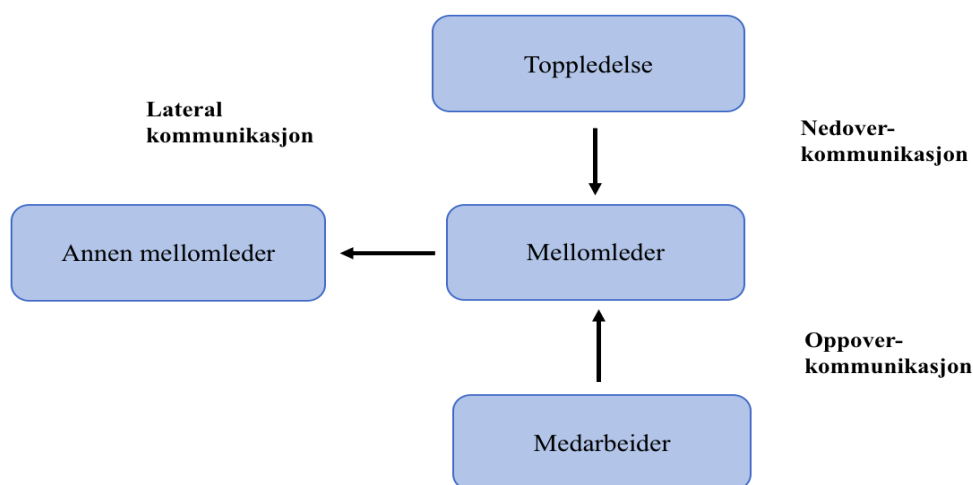 Toppledelse
Lateral
kommunikasjon
Nedover-
kommunikasjon
Annen mellomleder
Mellomleder
Oppover-
kommunikasjon
Medarbeider